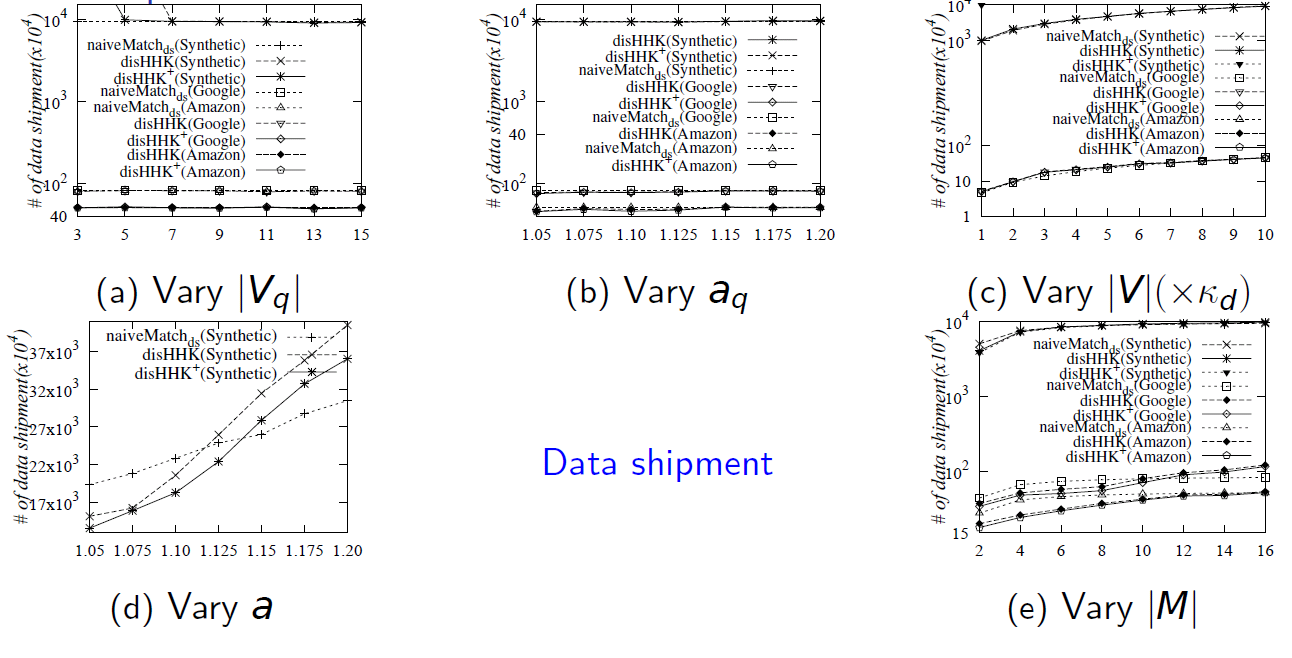 # of data shipment(x10^4)
10^4
10^3
10^2
40
naiveMatch_ds(Synthetic)
disHHK(Synthetic)
disHHK^+(Synthetic)
naiveMatch_ds(Google)
naiveMatch_ds(Amazon)
disHHK(Google)
disHHK^+(Google)
disHHK(Amazon)
disHHK^+(Amazon)
3 5 7 9 11 13 15
(a) Vary |V_q|
# of data shipment(x10^4)
10^4
10^3
40
10^2
disHHK(Synthetic)
disHHK^+(Synthetic)
naiveMatch_ds(Synthetic)
disHHK(Google)
disHHK^+(Google)
naiveMatch_ds(Google)
disHHK(Amazon)
naiveMatch_ds(Amazon)
disHHK^+(Amazon)
1.05 1.075 1.10 1.125 1.15 1.175 1.20
(b) Vary a_q
# of data shipment(x10^4)
10^4
10^3
10^2
10
1
naiveMatch_ds(Synthetic)
disHHK(Synthetic)
disHHK^+(Synthetic)
naiveMatch_ds(Google)
disHHK(Google)
disHHK^+(Google)
naiveMatch_ds(Amazon)
disHHK(Amazon)
disHHK^+(Amazon)
1 2 3 4 5 6 7 8 9 10
(c) Vary |V|(×κ_d)
# of data shipment(x10^4)
37x10^3
32x10^3
27x10^3
22x10^3
17x10^3
naiveMatch_ds(Synthetic)
disHHK(Synthetic)
disHHK^+(Synthetic)
1.05 1.075 1.10 1.125 1.15 1.175 1.20
(d) Vary a
Data shipment
# of data shipment(x10^4)
10^4
10^3
10^2
15
naiveMatch_ds(Synthetic)
disHHK(Synthetic)
disHHK^+(Synthetic)
naiveMatch_ds(Google)
disHHK(Google)
disHHK^+(Google)
naiveMatch_ds(Amazon)
disHHK(Amazon)
disHHK^+(Amazon)
2 4 6 8 10 12 14 16
(e) Vary |M|